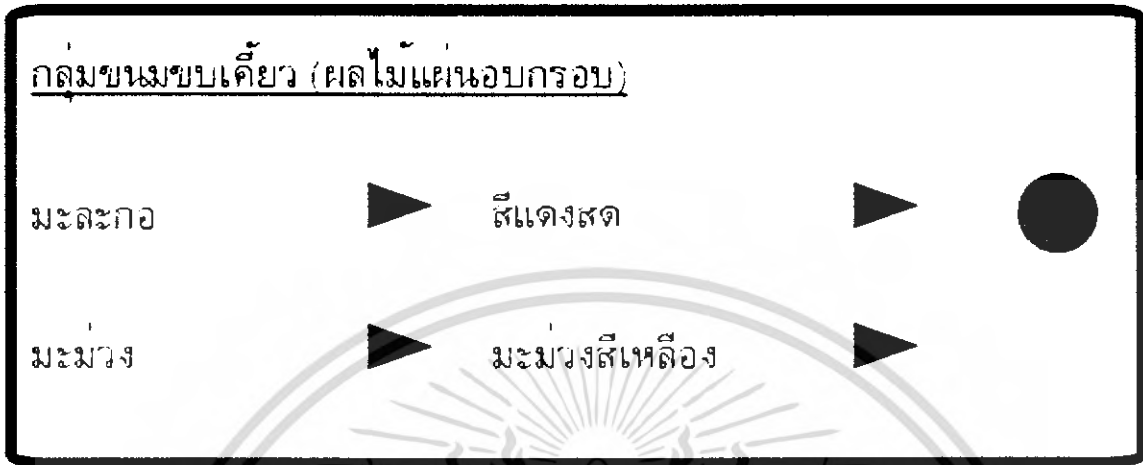 กลุ่มขนมขบเคี้ยว (ผลไม้แผ่นอบกรอบ)
มะละกอ สีแดงสด
มะม่วง มะม่วงสีเหลือง